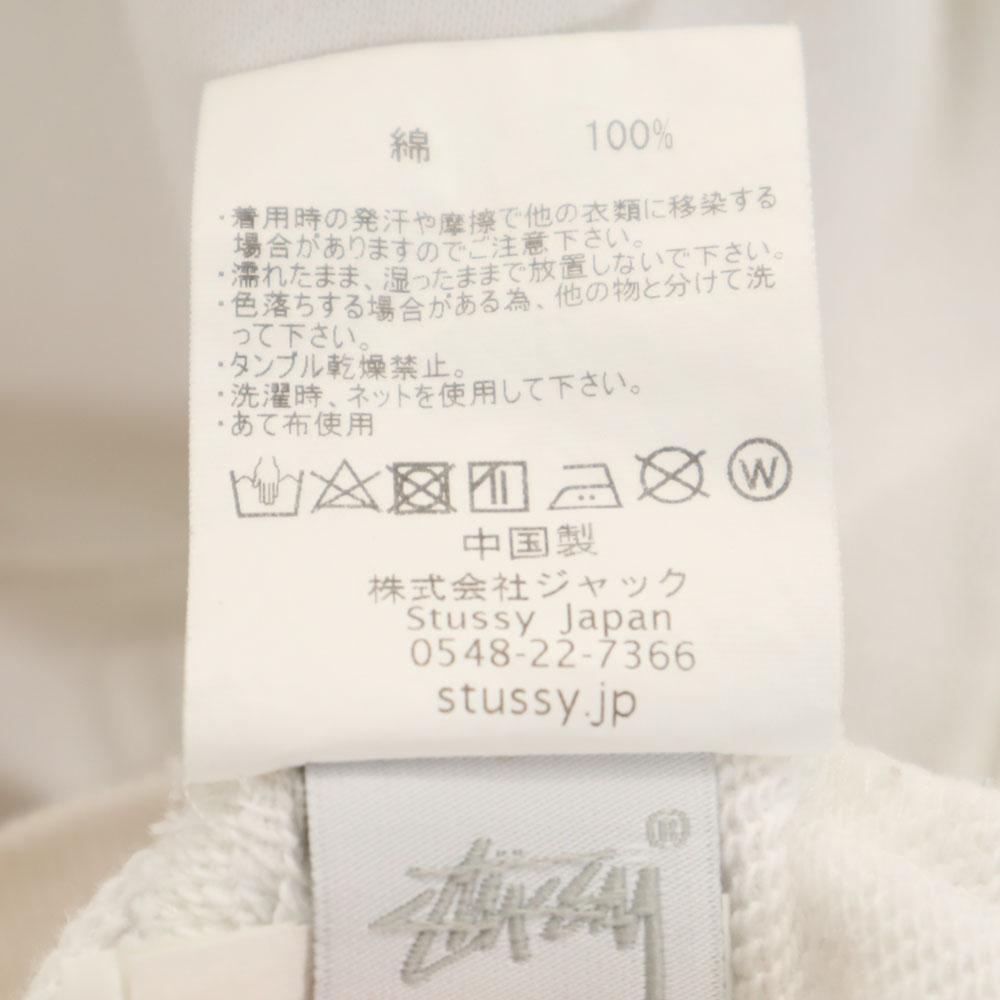 綿 100%
・着用時の発汗や摩擦で他の衣類に移染する
場合がありますのでご注意下さい。
・濡れたまま、湿ったままで放置しないで下さい。
・色落ちする場合がある為、他の物と分けて洗
って下さい。
・タンブル乾燥禁止。
・洗濯時、ネットを使用して下さい。
・あて布使用
W
中国製
株式会社ジャック
Stussy Japan
0548-22-7366
stussy.jp
Stüssy ®